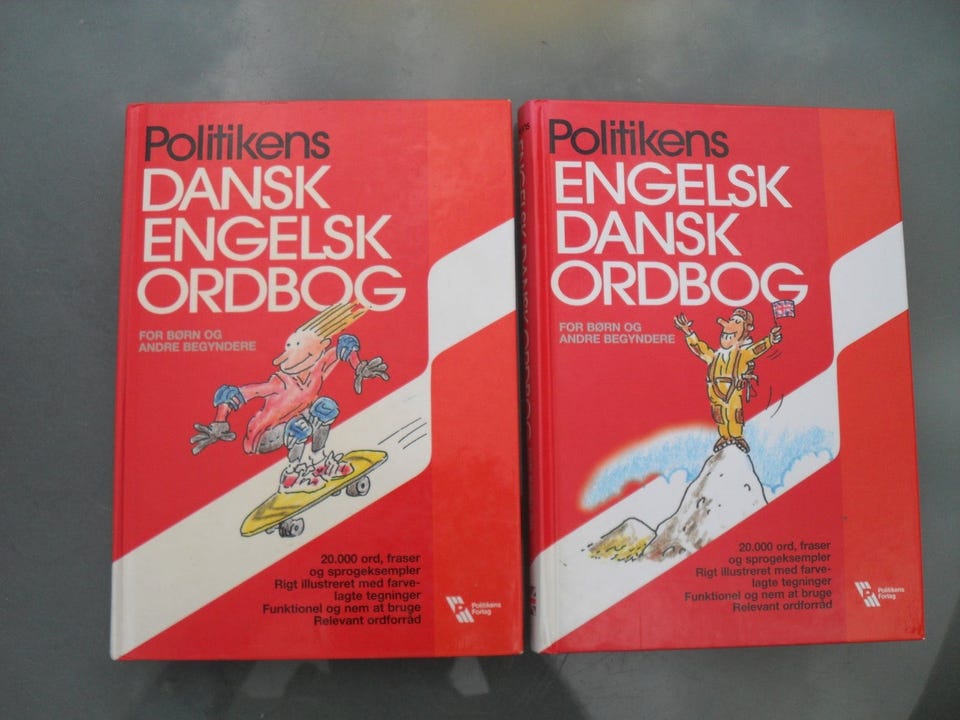 Politikens
DANSK
ENGELSK
ORDBOG
FOR BØRN OG
ANDRE BEGYNDERE
20.000 ord, fraser
og sprogeksempler
Rigt illustreret med farve-
lagte tegninger
Funktionel og nem at bruge
Relevant ordforråd
Politikens
Forlag
Politikens
ENGELSK
DANSK
ORDBOG
FOR BØRN OG
ANDRE BEGYNDERE
20.000 ord, fraser
og sprogeksempler
Rigt illustreret med farve-
lagte tegninger
Funktionel og nem at bruge
Relevant ordforråd
Politikens
Forlag